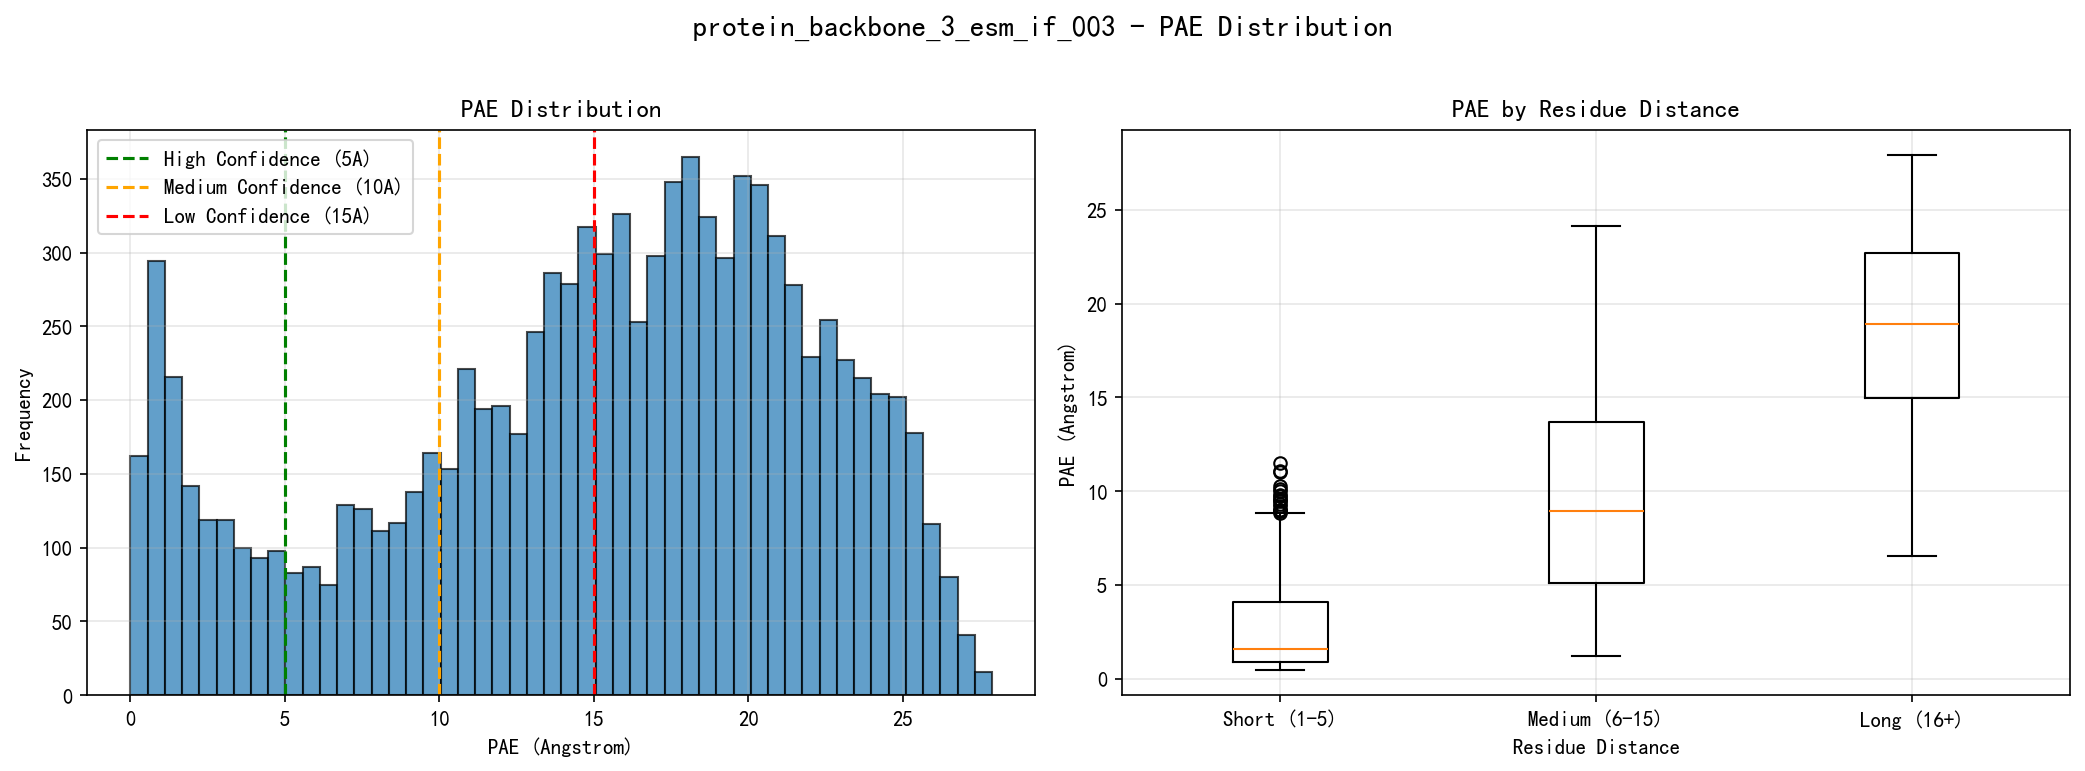 protein_backbone_3_esm_if_003 - PAE Distribution
PAE Distribution
High Confidence (5A)
Medium Confidence (10A)
Low Confidence (15A)
Frequency
350
300
250
200
150
100
50
0
0 5 10 15 20 25
PAE (Angstrom)
PAE by Residue Distance
PAE (Angstrom)
25
20
15
10
5
0
Short (1-5) Medium (6-15) Long (16+)
Residue Distance